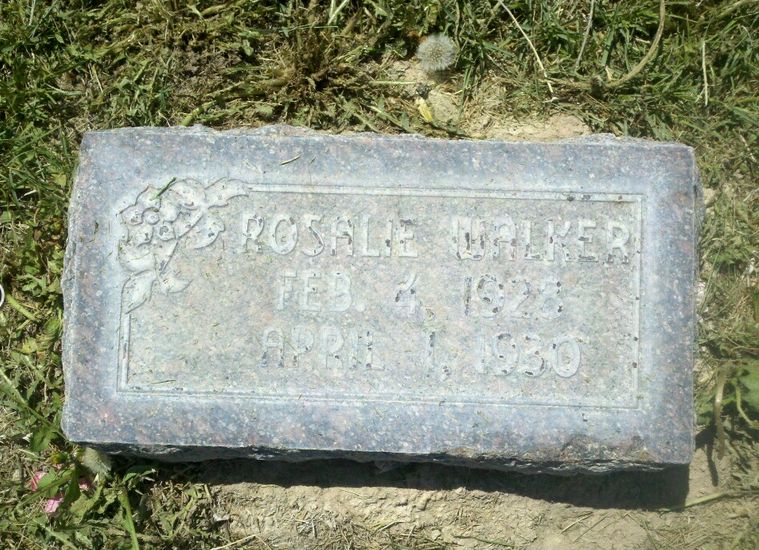 ROSALIE WALKER
FEB. 4, 1928
APRIL 1, 1930